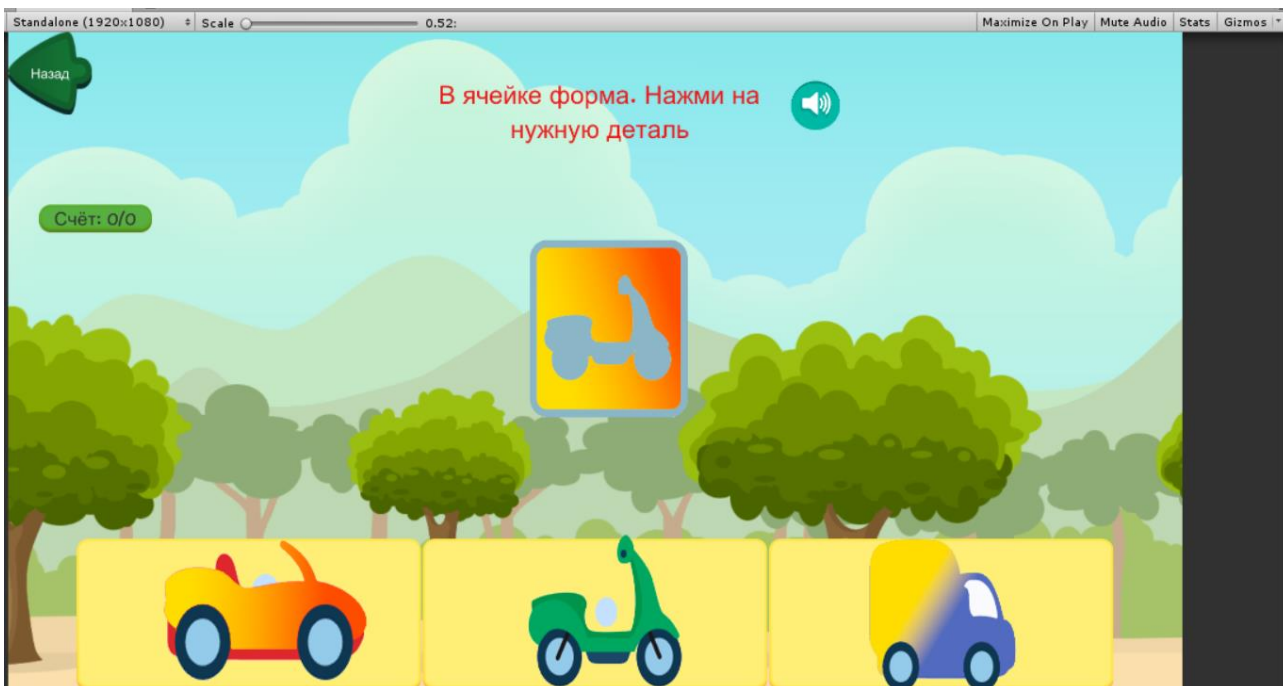 Standalone (1920x1080) Scale 0.52: Maximize On Play Mute Audio Stats Gizmos
Назад
В ячейке форма. Нажми на
нужную деталь
Счёт: 0/0